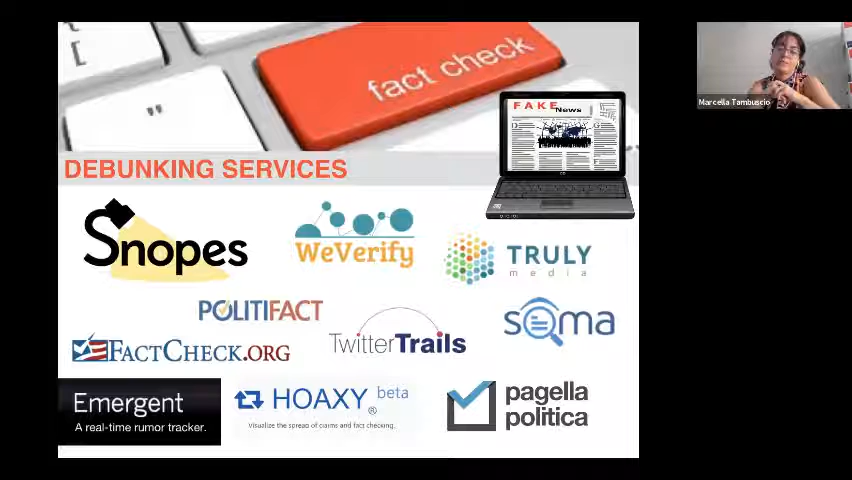 [
"
fact check
FAKE
News
Marcella Tambuscio
DEBUNKING SERVICES
Snopes
WeVerify
TRULY
media
POLITIFACT
TwitterTrails
soma
FACTCHECK.ORG
Emergent
A real-time rumor tracker.
HOAXY beta
®
Visualize the spread of claims and fact checking.
pagella
politica